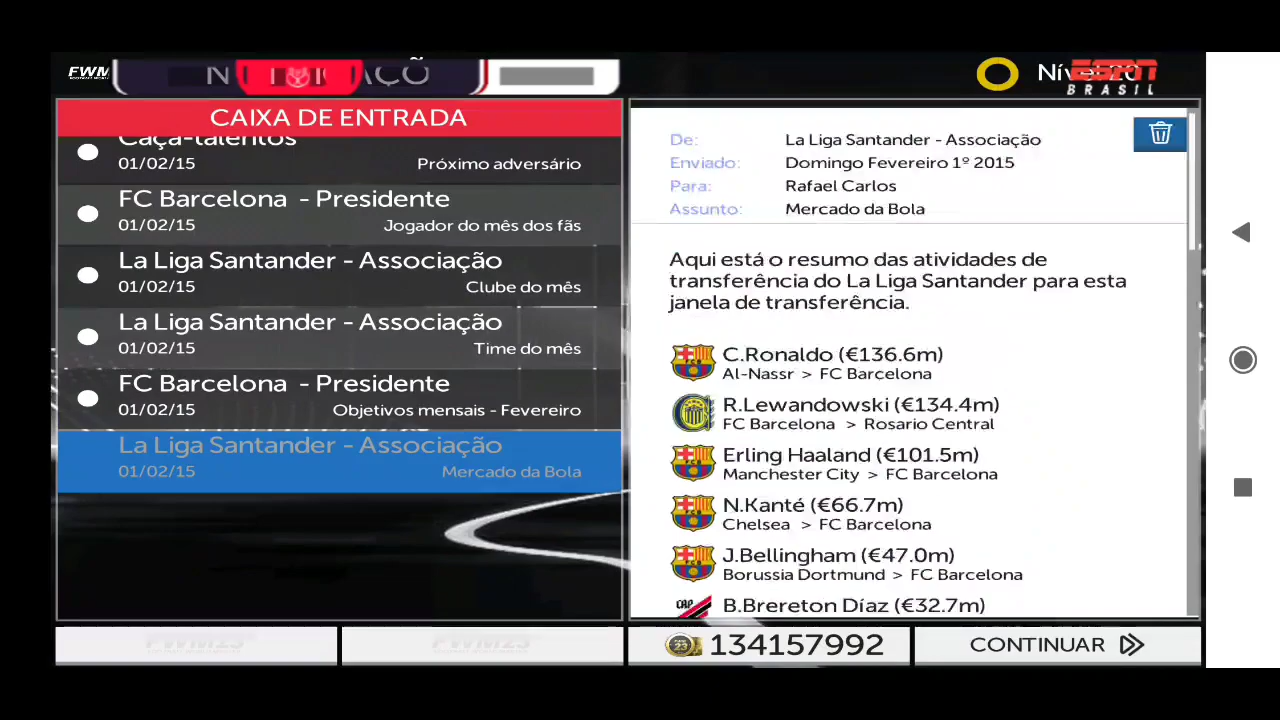 FWM
Nível 20
ESPN
BRASIL
CAIXA DE ENTRADA
Caça-talentos
01/02/15 Próximo adversário
FC Barcelona - Presidente
01/02/15 Jogador do mês dos fãs
La Liga Santander - Associação
01/02/15 Clube do mês
La Liga Santander - Associação
01/02/15 Time do mês
FC Barcelona - Presidente
01/02/15 Objetivos mensais - Fevereiro
La Liga Santander - Associação
01/02/15 Mercado da Bola
De: La Liga Santander - Associação
Enviado: Domingo Fevereiro 1º 2015
Para: Rafael Carlos
Assunto: Mercado da Bola
Aqui está o resumo das atividades de
transferência do La Liga Santander para esta
janela de transferência.
C.Ronaldo (€136.6m)
Al-Nassr > FC Barcelona
R.Lewandowski (€134.4m)
FC Barcelona > Rosario Central
Erling Haaland (€101.5m)
Manchester City > FC Barcelona
N.Kanté (€66.7m)
Chelsea > FC Barcelona
J.Bellingham (€47.0m)
Borussia Dortmund > FC Barcelona
CAP
B.Brereton Díaz (€32.7m)
FWM23 FWM23
134157992
CONTINUAR